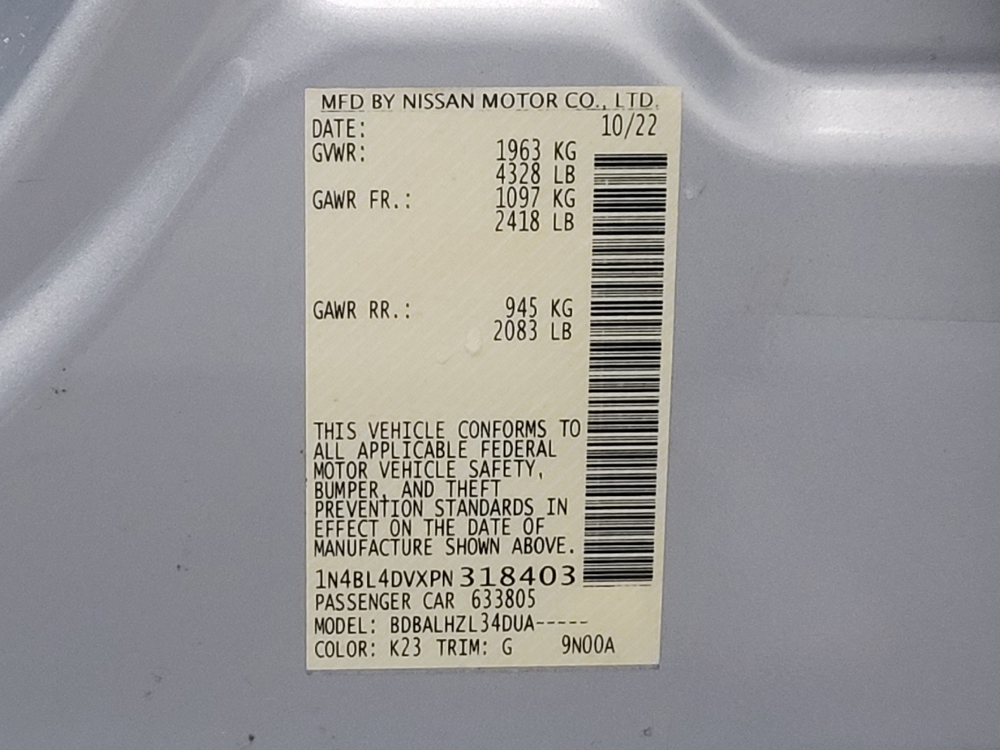 MFD BY NISSAN MOTOR CO., LTD.
DATE: 10/22
GVWR: 1963 KG
4328 LB
GAWR FR.: 1097 KG
2418 LB
GAWR RR.: 945 KG
2083 LB
THIS VEHICLE CONFORMS TO
ALL APPLICABLE FEDERAL
MOTOR VEHICLE SAFETY,
BUMPER, AND THEFT
PREVENTION STANDARDS IN
EFFECT ON THE DATE OF
MANUFACTURE SHOWN ABOVE.
1N4BL4DVXPN 318403
PASSENGER CAR 633805
MODEL: BDBALHZL34DUA-----
COLOR: K23 TRIM: G 9N00A